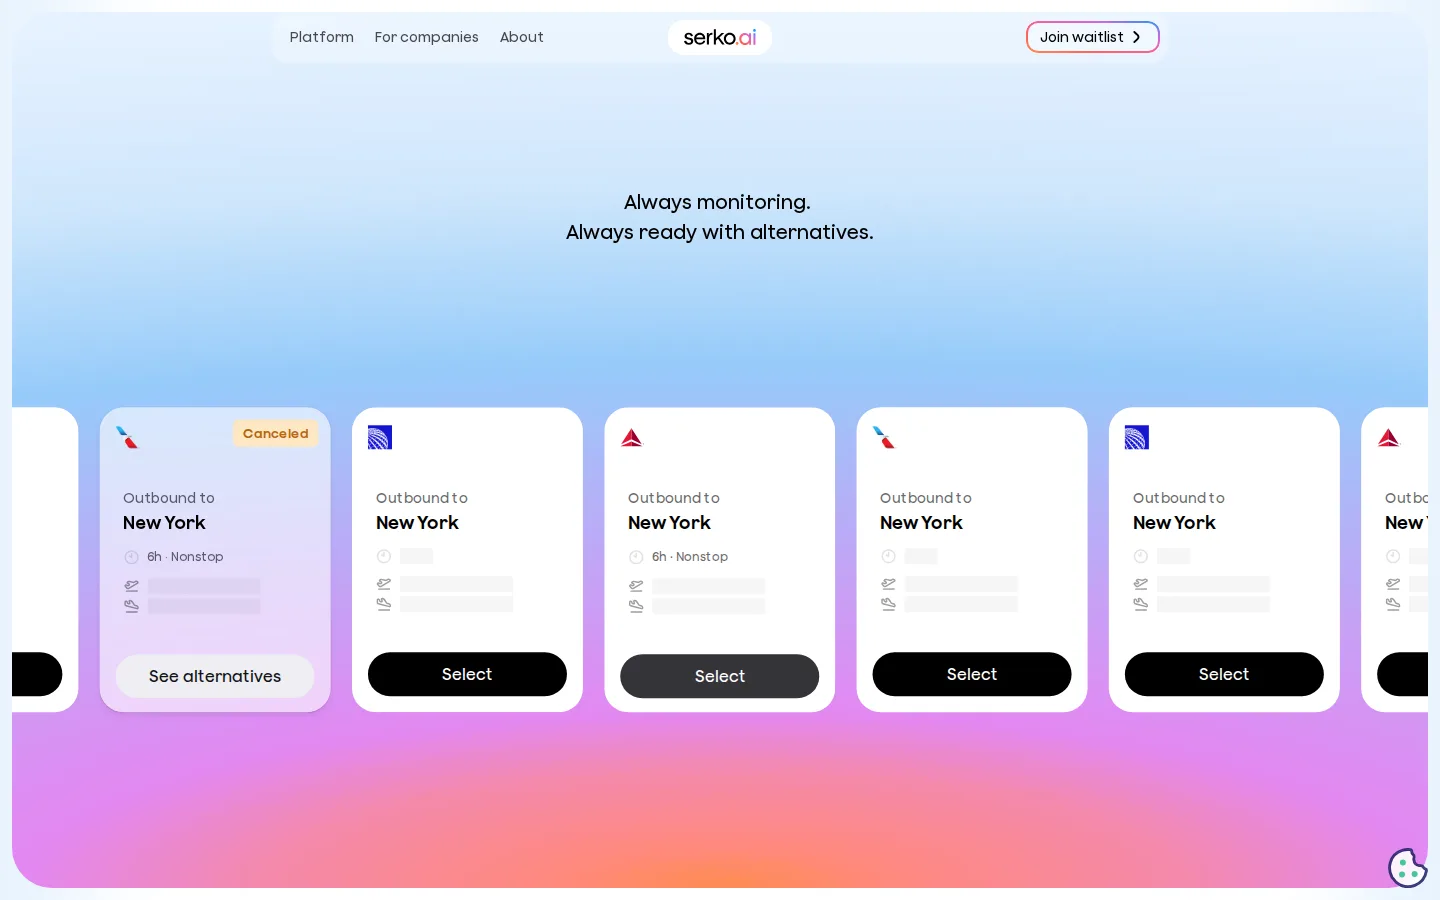 Platform
For companies
About
serko.ai
Join waitlist
Always monitoring.
Always ready with alternatives.
Canceled
Outbound to
New York
6h · Nonstop
See alternatives
Outbound to
New York
Select
Outbound to
New York
6h · Nonstop
Select
Outbound to
New York
Select
Outbound to
New York
Select
Outbo
New